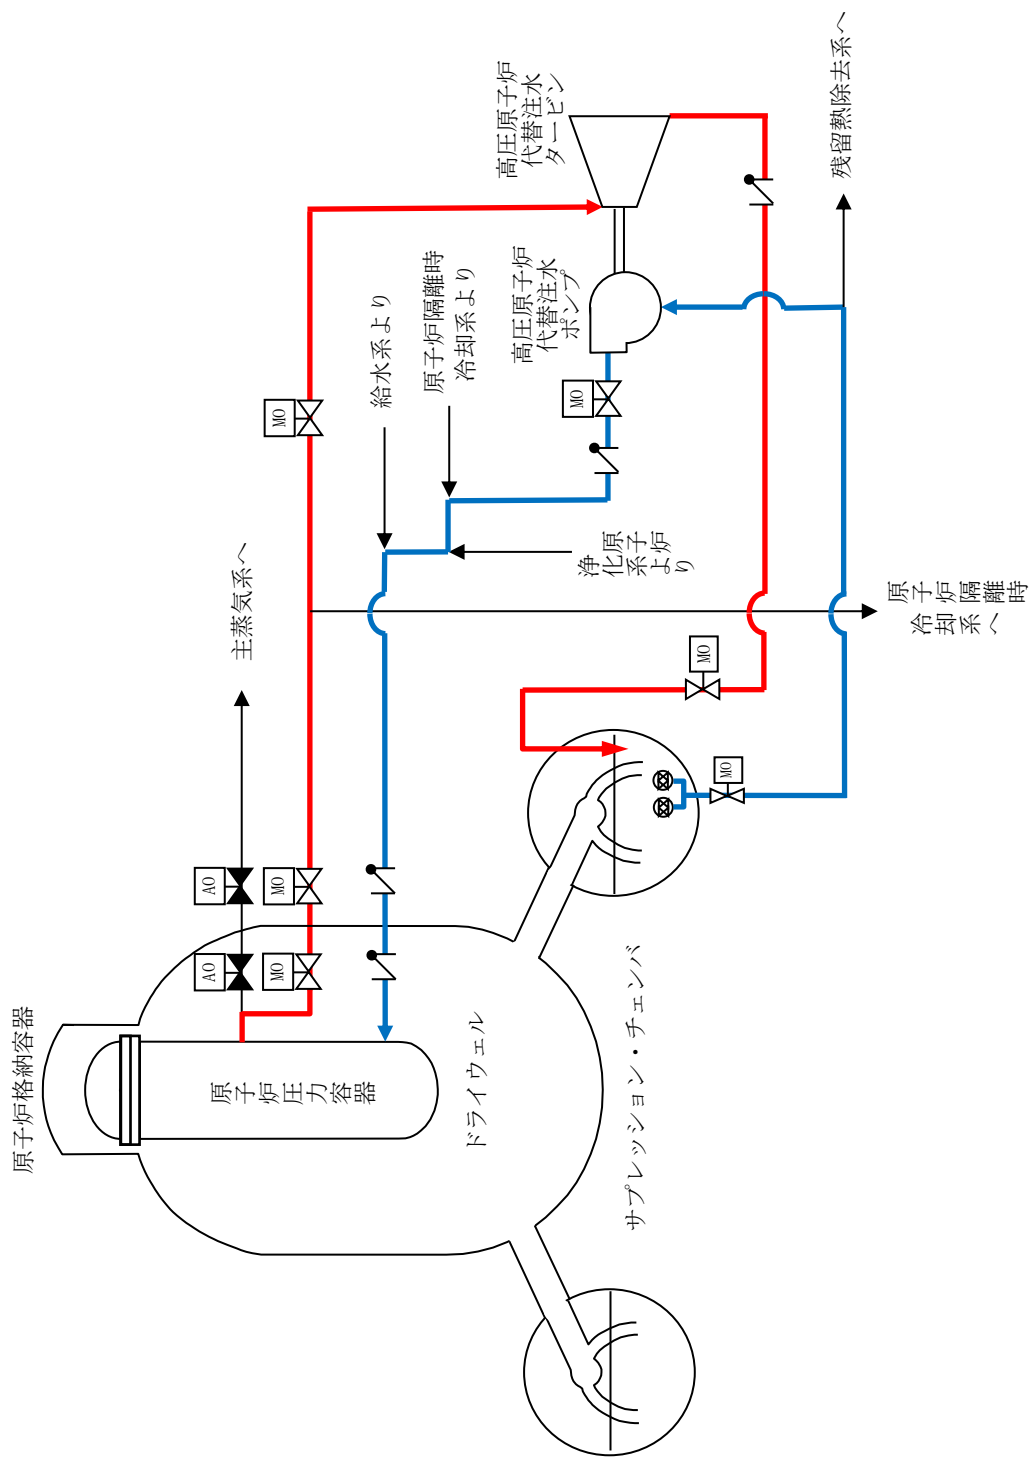 原子炉格納容器
原子炉圧力容器
ドライウェル
サプレッション・チェンバ
AO
AO
MO
MO
主蒸気系へ
MO
給水系より
原子炉隔離時
冷却系より
浄化系より
原子炉
高圧原子炉
代替注水
タービン
高圧原子炉
代替注水
ポンプ
MO
MO
MO
残留熱除去系へ
原子炉隔離時
冷却系へ